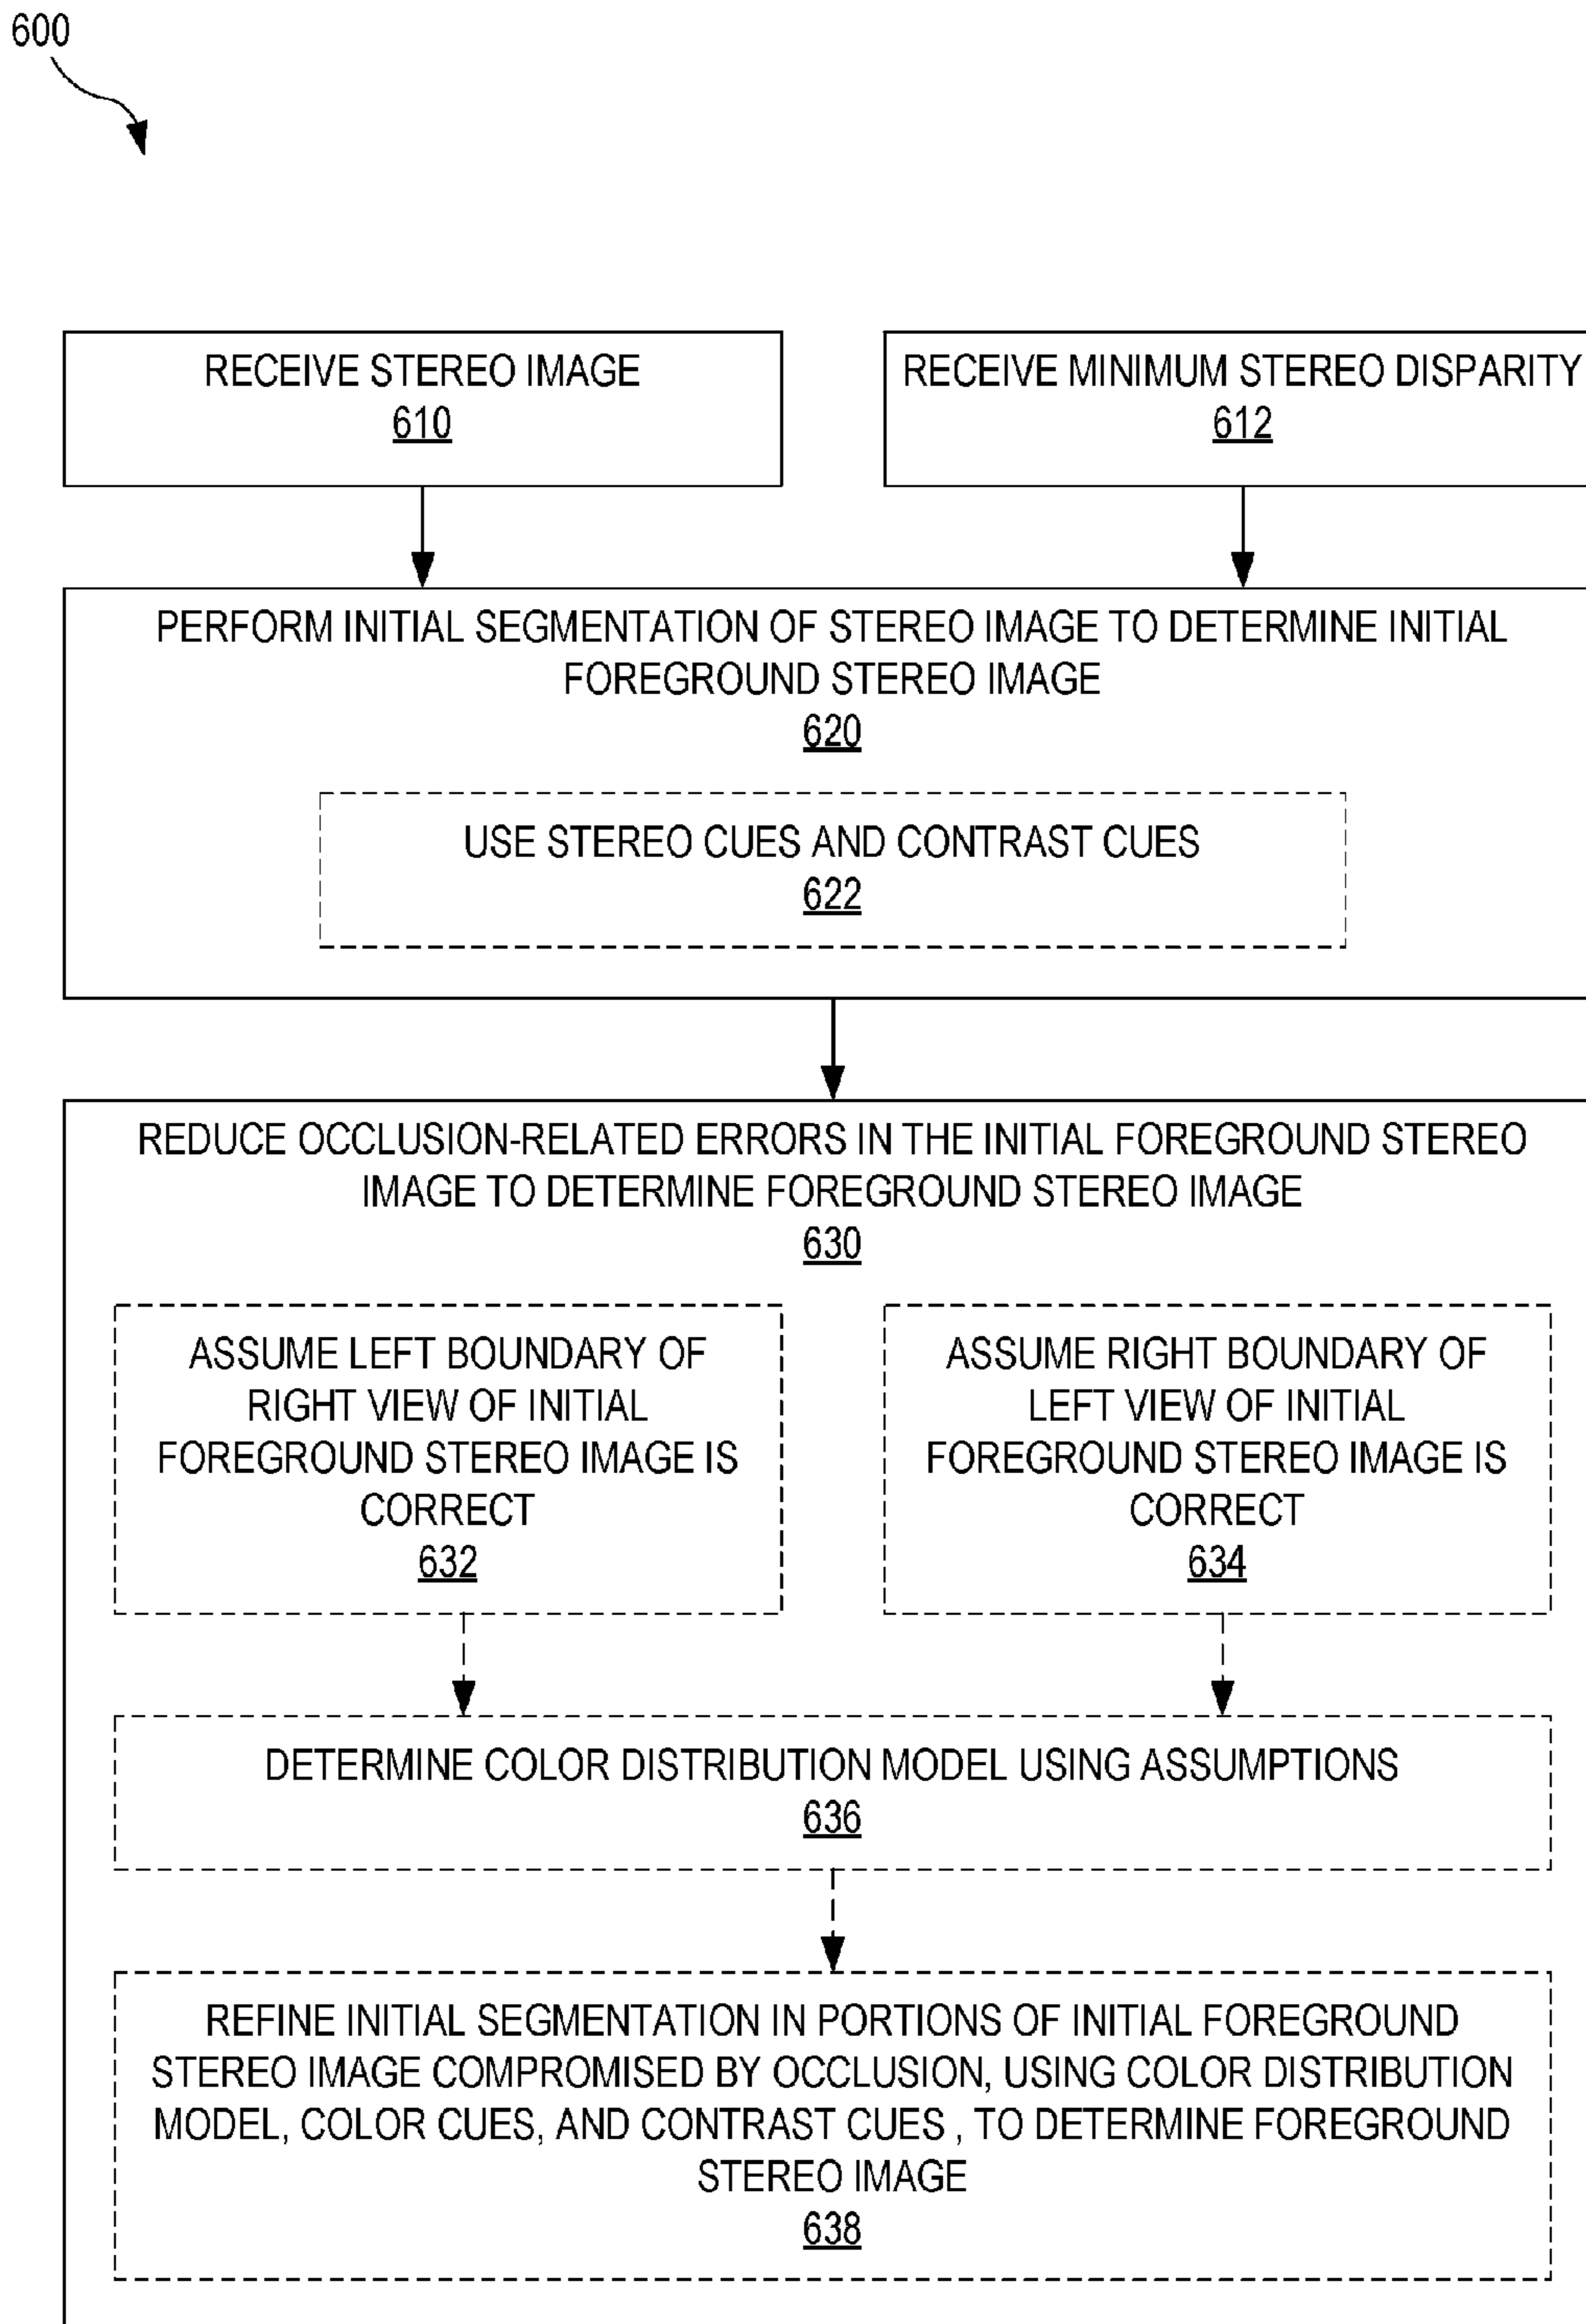 600
RECEIVE STEREO IMAGE
610
RECEIVE MINIMUM STEREO DISPARITY
612
PERFORM INITIAL SEGMENTATION OF STEREO IMAGE TO DETERMINE INITIAL
FOREGROUND STEREO IMAGE
620
USE STEREO CUES AND CONTRAST CUES
622
REDUCE OCCLUSION-RELATED ERRORS IN THE INITIAL FOREGROUND STEREO
IMAGE TO DETERMINE FOREGROUND STEREO IMAGE
630
ASSUME LEFT BOUNDARY OF
RIGHT VIEW OF INITIAL
FOREGROUND STEREO IMAGE IS
CORRECT
632
ASSUME RIGHT BOUNDARY OF
LEFT VIEW OF INITIAL
FOREGROUND STEREO IMAGE IS
CORRECT
634
DETERMINE COLOR DISTRIBUTION MODEL USING ASSUMPTIONS
636
REFINE INITIAL SEGMENTATION IN PORTIONS OF INITIAL FOREGROUND
STEREO IMAGE COMPROMISED BY OCCLUSION, USING COLOR DISTRIBUTION
MODEL, COLOR CUES, AND CONTRAST CUES , TO DETERMINE FOREGROUND
STEREO IMAGE
638